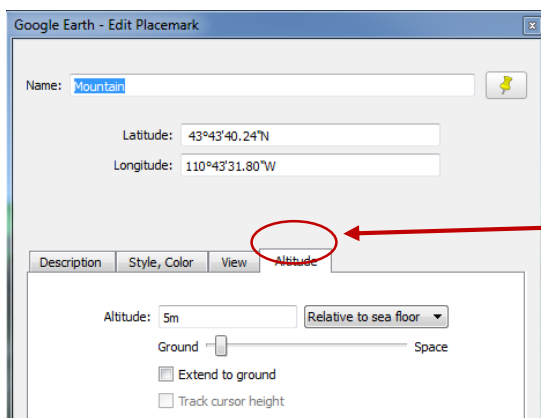 Google Earth - Edit Placemark
Name: Mountain
Latitude: 43°43'40.24"N
Longitude: 110°43'31.80"W
Description Style, Color View Altitude
Altitude: 5m Relative to sea floor
Ground Space
Extend to ground
Track cursor height